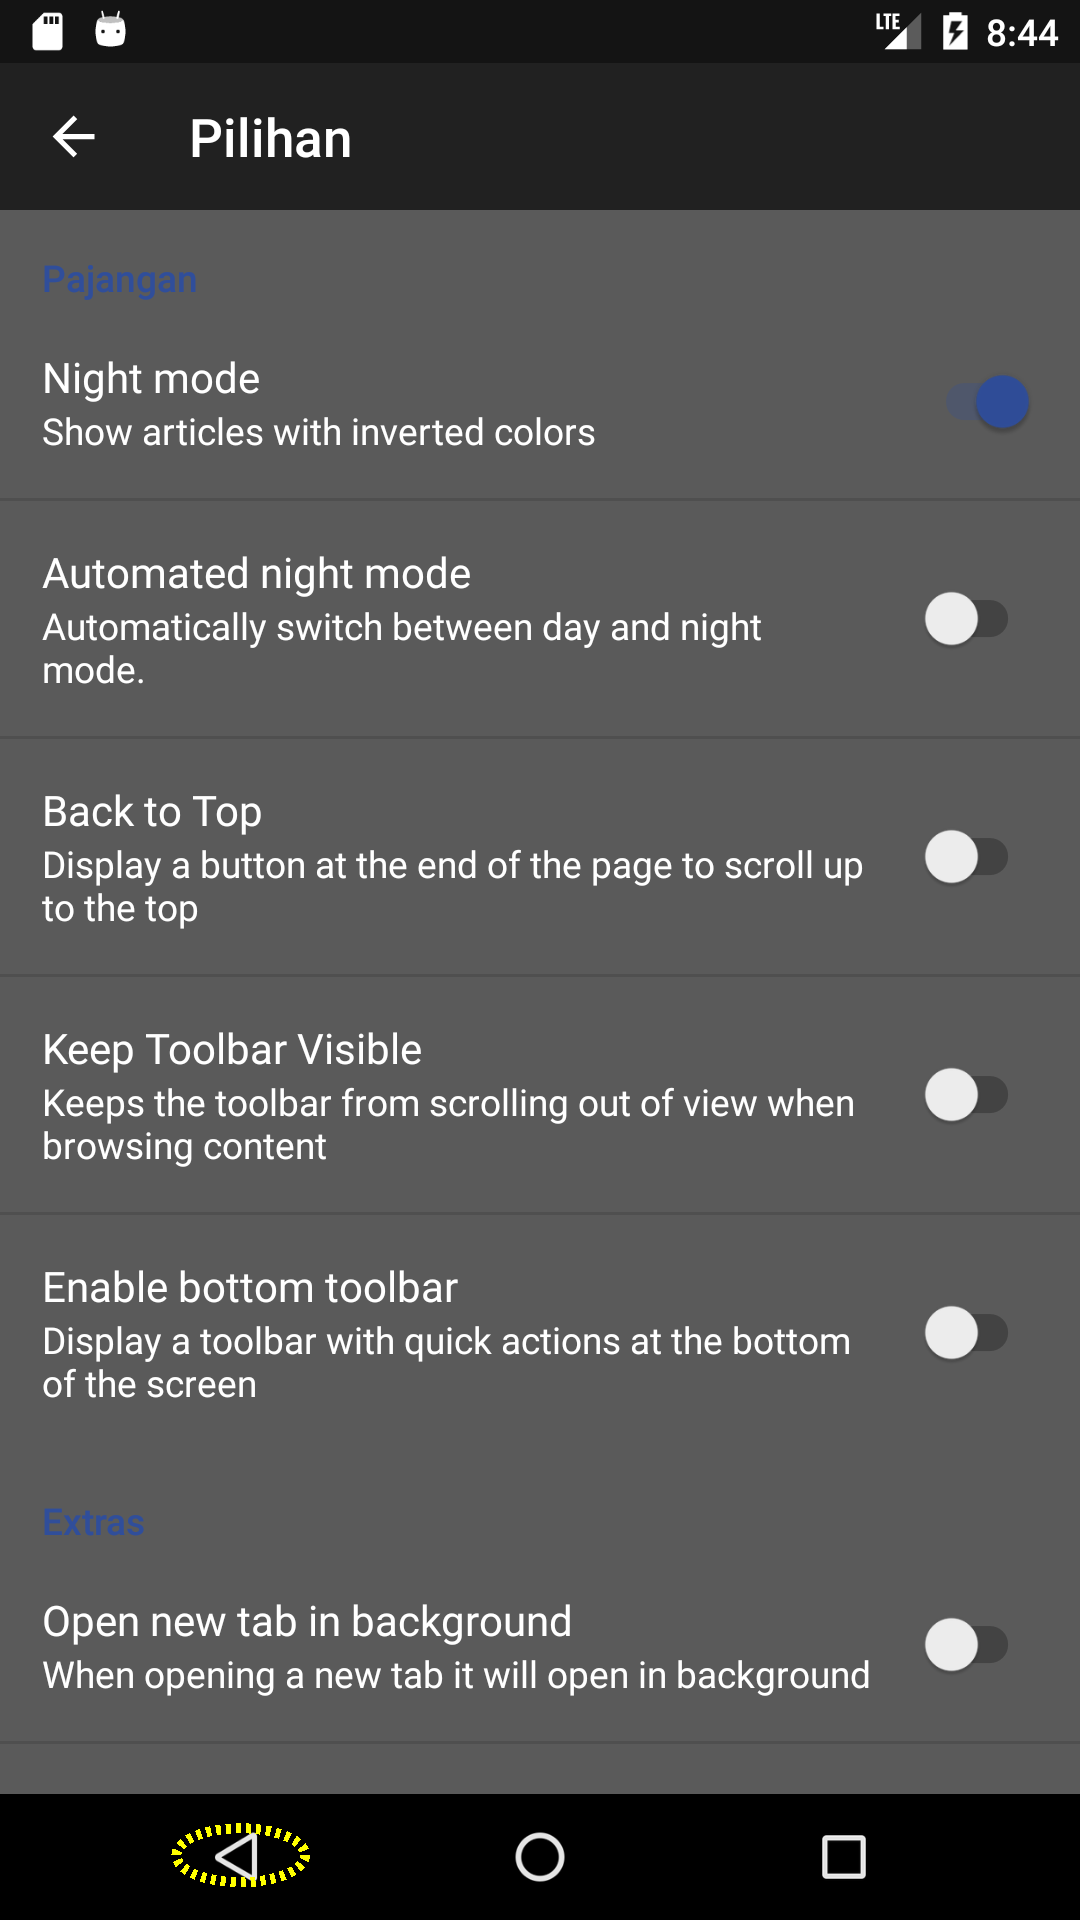 LTE 8:44
Pilihan
Pajangan
Night mode
Show articles with inverted colors
Automated night mode
Automatically switch between day and night
mode.
Back to Top
Display a button at the end of the page to scroll up
to the top
Keep Toolbar Visible
Keeps the toolbar from scrolling out of view when
browsing content
Enable bottom toolbar
Display a toolbar with quick actions at the bottom
of the screen
Extras
Open new tab in background
When opening a new tab it will open in background